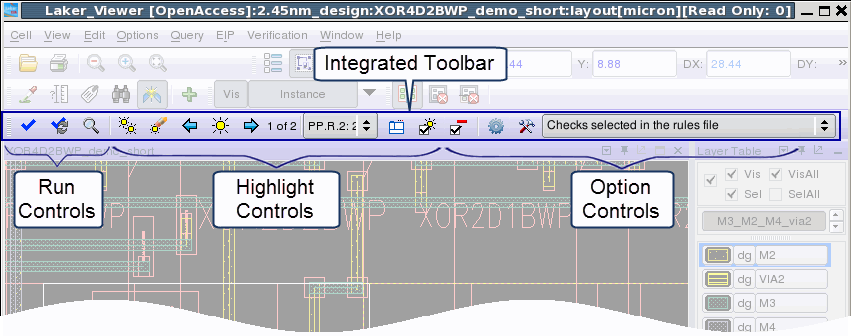 Laker_Viewer [OpenAccess]:2.45nm_design:XOR4D2BWP_demo_short:layout[micron][Read Only: 0]
Cell View Edit Options Query EIP Verification Window Help
Integrated Toolbar
44 Y: 8.88 DX: 28.44 DY: »
Vis Instance
1 of 2 PP.R.2: 2 Checks selected in the rules file
XOR4D2BWP_demo_short Layer Table
Vis VisAll
Sel SelAll
Run Controls
Highlight Controls
Option Controls
XOR2D1BWP XOR
M3_M2_M4_via2
dg M2
dg VIA2
dg M3
dg M4